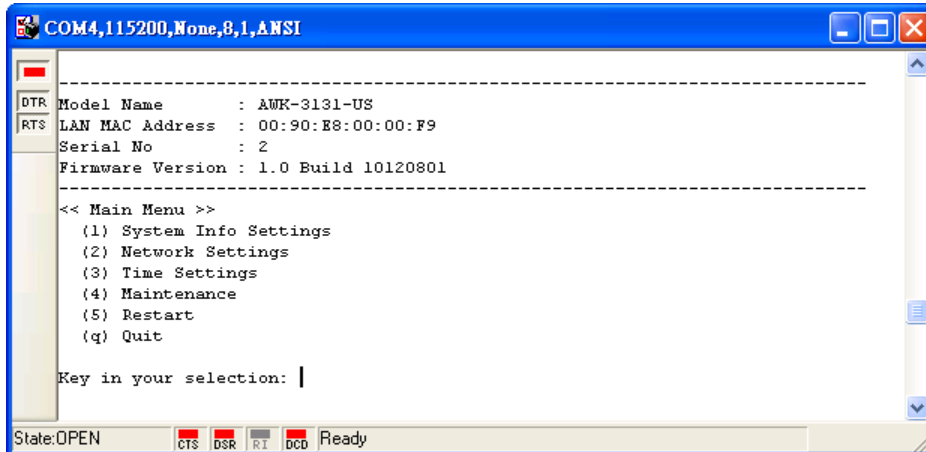 COM4,115200,None,8,1,ANSI
DTR
RTS
--------------------------------------------------------------------------------
Model Name       : AWK-3131-US
LAN MAC Address  : 00:90:E8:00:00:F9
Serial No        : 2
Firmware Version : 1.0 Build 10120801
--------------------------------------------------------------------------------
<< Main Menu >>
(1) System Info Settings
(2) Network Settings
(3) Time Settings
(4) Maintenance
(5) Restart
(q) Quit
Key in your selection:
State:OPEN CTS DSR RI DCD Ready